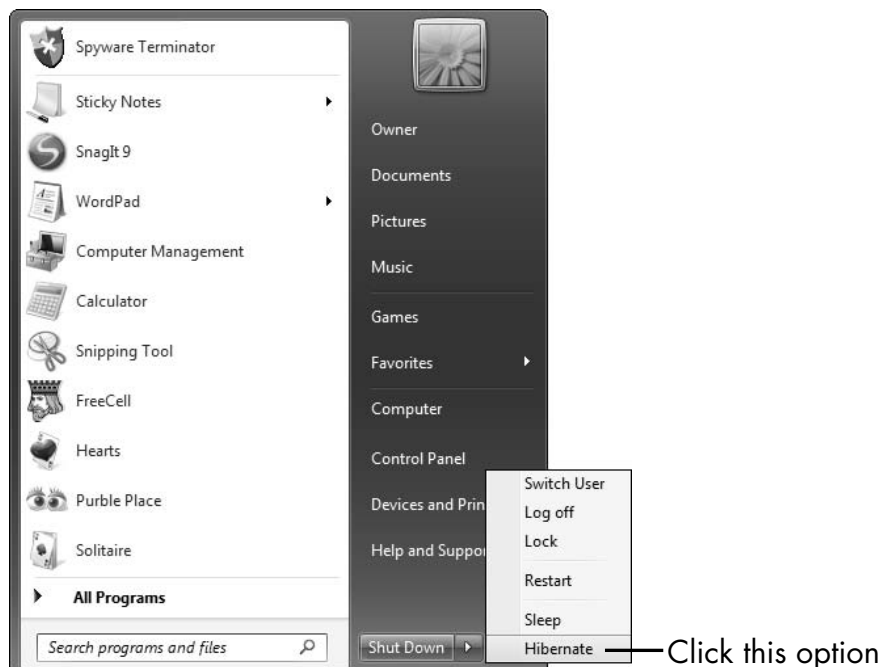 Spyware Terminator
Sticky Notes
SnagIt 9
WordPad
Computer Management
Calculator
Snipping Tool
FreeCell
Hearts
Purble Place
Solitaire
All Programs
Search programs and files
Owner
Documents
Pictures
Music
Games
Favorites
Computer
Control Panel
Devices and Prin
Help and Suppo
Shut Down
Switch User
Log off
Lock
Restart
Sleep
Hibernate
Click this option